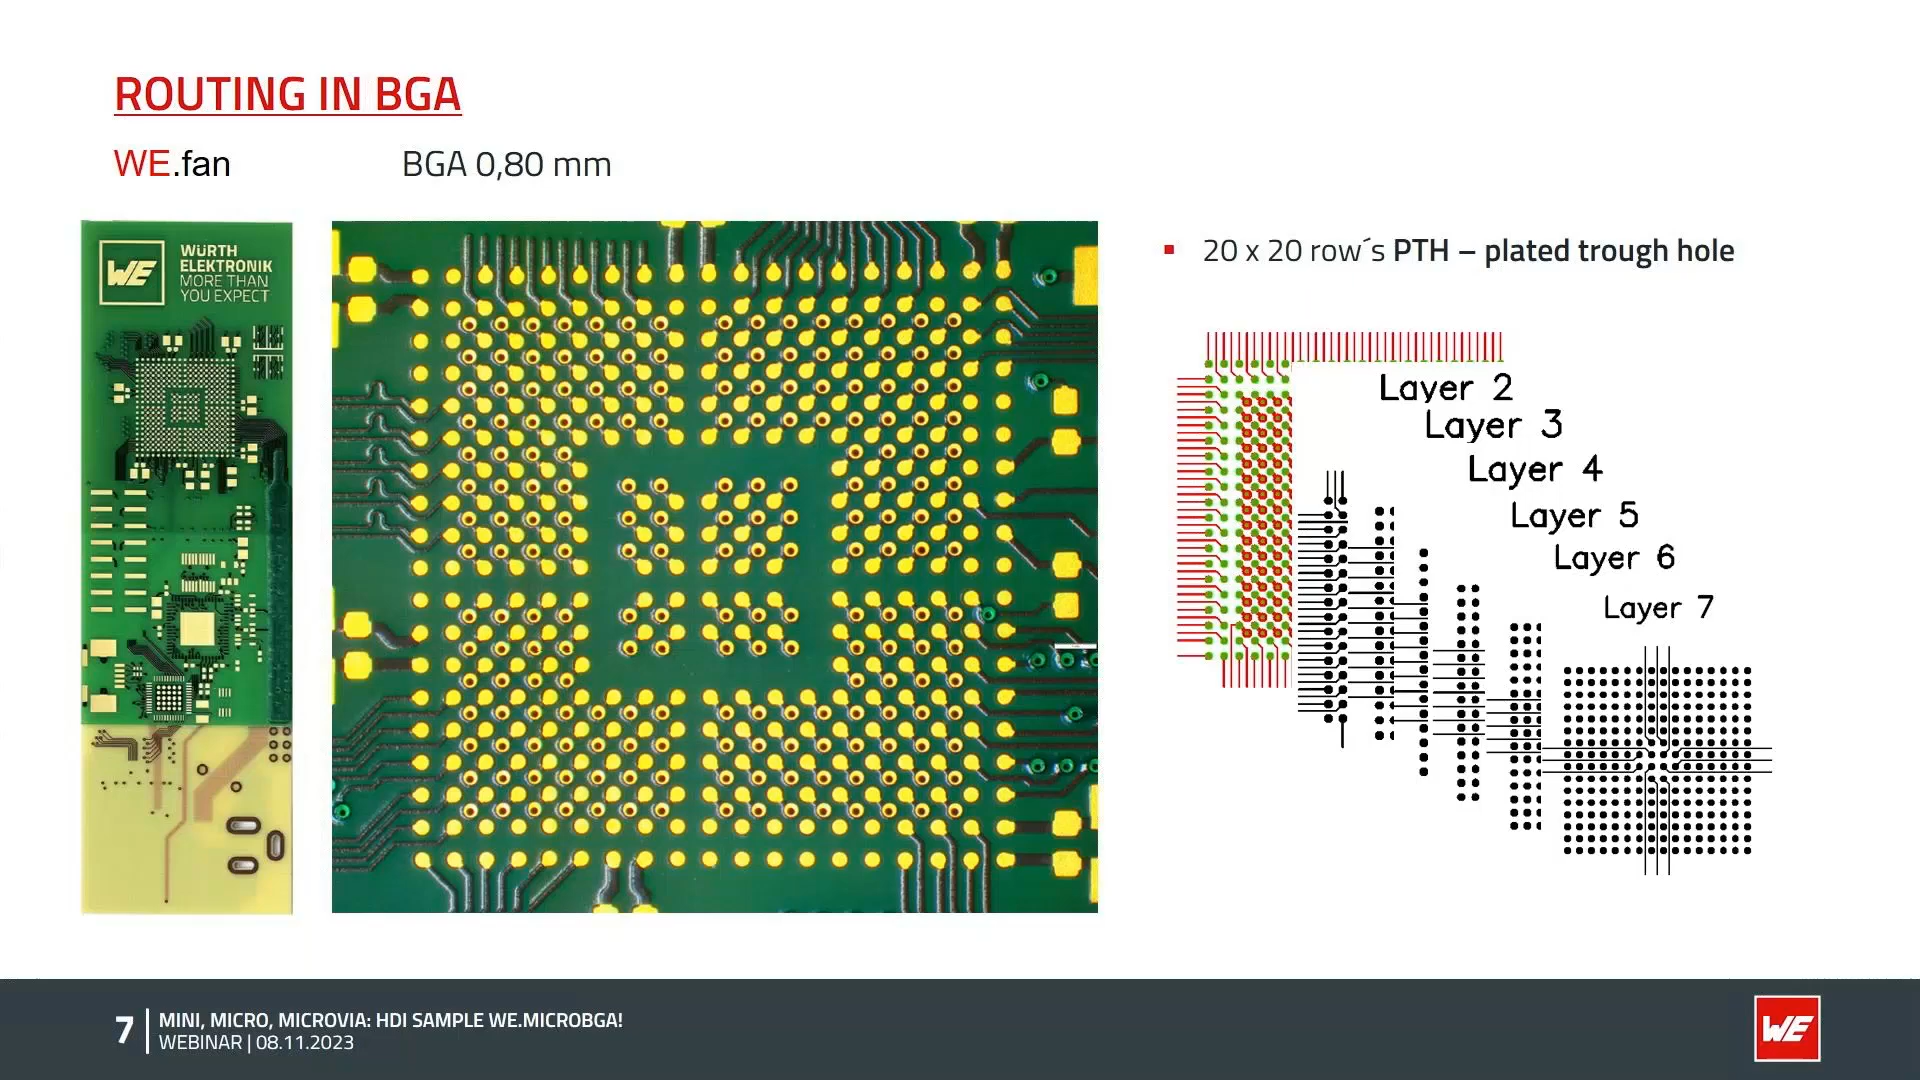 ROUTING IN BGA
WE.fan
BGA 0,80 mm
WE
WÜRTH
ELEKTRONIK
MORE THAN
YOU EXPECT
20 x 20 row´s PTH – plated trough hole
Layer 2
Layer 3
Layer 4
Layer 5
Layer 6
Layer 7
7
MINI, MICRO, MICROVIA: HDI SAMPLE WE.MICROBGA!
WEBINAR | 08.11.2023
WE